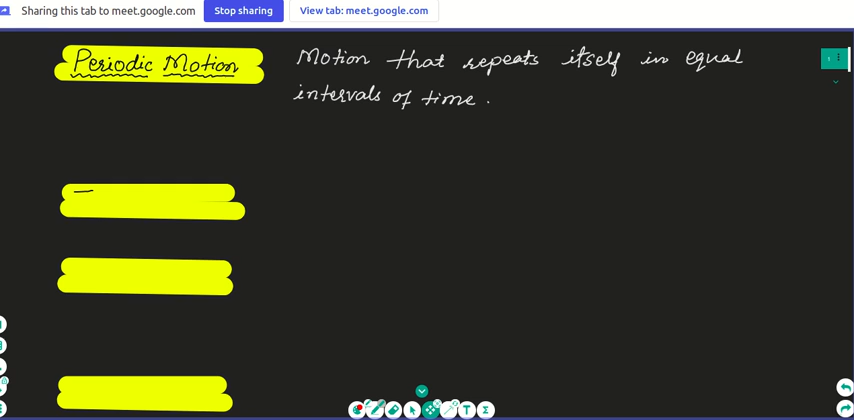 Sharing this tab to meet.google.com Stop sharing View tab: meet.google.com
Periodic Motion Motion that repeats itself in equal
intervals of time.
1
T Σ